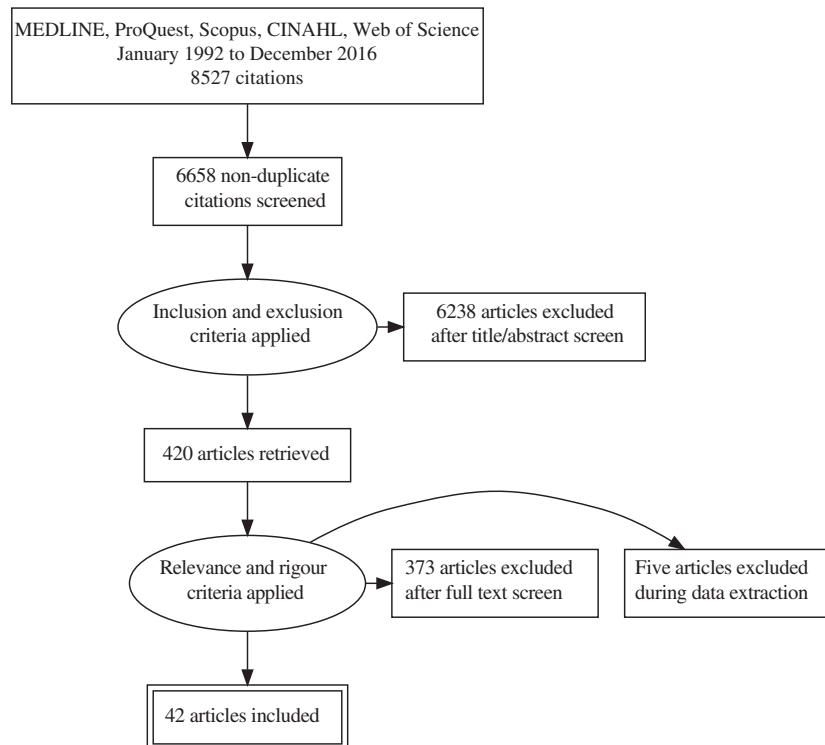 MEDLINE, ProQuest, Scopus, CINAHL, Web of Science
January 1992 to December 2016
8527 citations
6658 non-duplicate
citations screened
Inclusion and exclusion
criteria applied
6238 articles excluded
after title/abstract screen
420 articles retrieved
Relevance and rigour
criteria applied
373 articles excluded
after full text screen
Five articles excluded
during data extraction
42 articles included